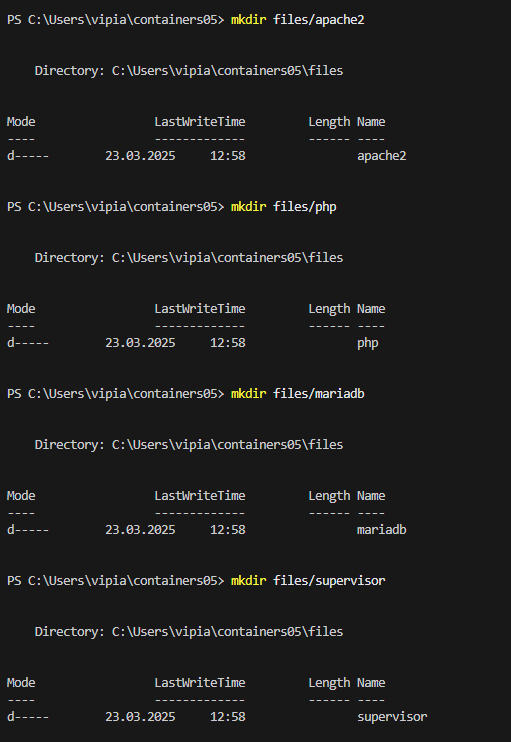 PS C:\Users\vipia\containers05> mkdir files/apache2
Directory: C:\Users\vipia\containers05\files
Mode LastWriteTime Length Name
---- ------------- ------ ----
d----- 23.03.2025 12:58 apache2
PS C:\Users\vipia\containers05> mkdir files/php
Directory: C:\Users\vipia\containers05\files
Mode LastWriteTime Length Name
---- ------------- ------ ----
d----- 23.03.2025 12:58 php
PS C:\Users\vipia\containers05> mkdir files/mariadb
Directory: C:\Users\vipia\containers05\files
Mode LastWriteTime Length Name
---- ------------- ------ ----
d----- 23.03.2025 12:58 mariadb
PS C:\Users\vipia\containers05> mkdir files/supervisor
Directory: C:\Users\vipia\containers05\files
Mode LastWriteTime Length Name
---- ------------- ------ ----
d----- 23.03.2025 12:58 supervisor